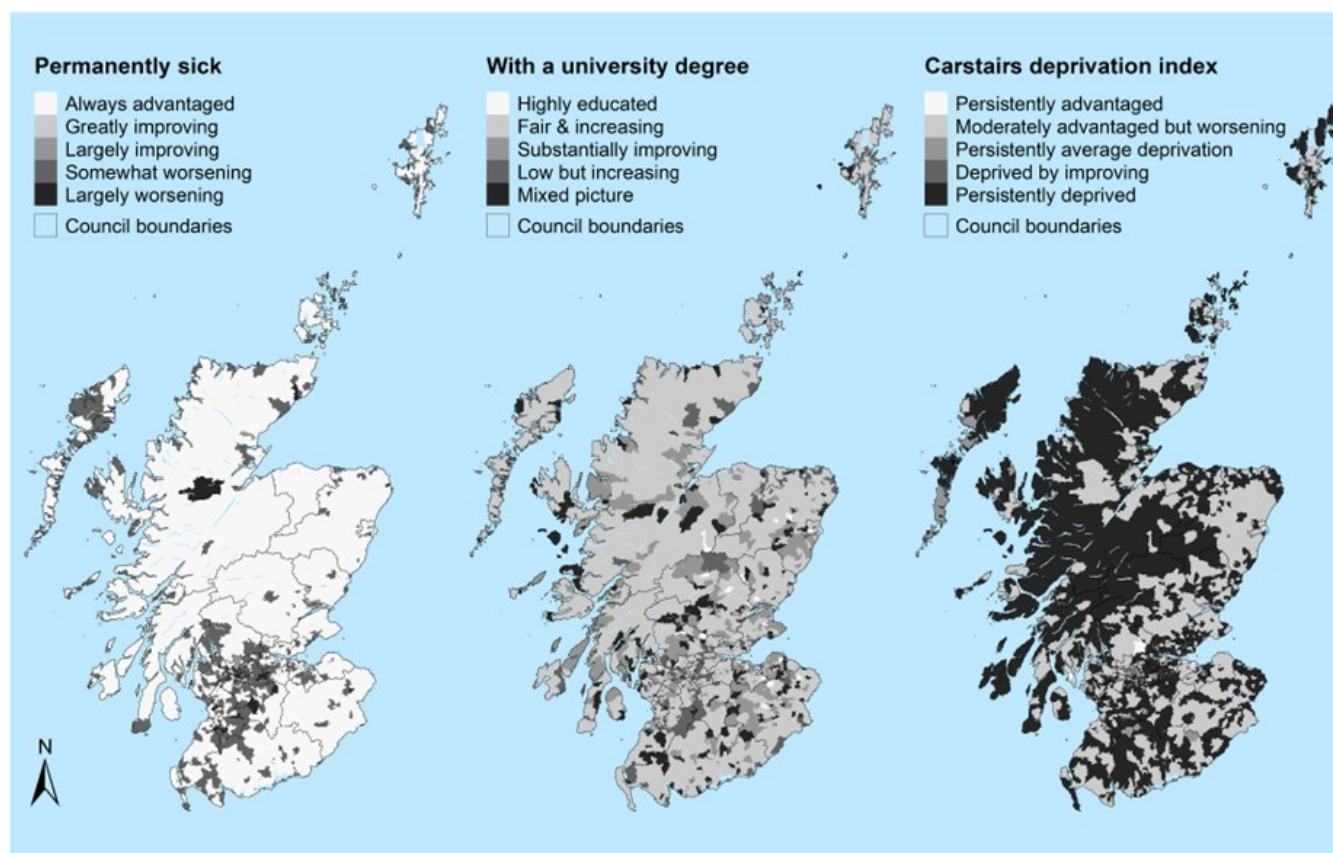 Permanently sick
Always advantaged
Greatly improving
Largely improving
Somewhat worsening
Largely worsening
Council boundaries
With a university degree
Highly educated
Fair & increasing
Substantially improving
Low but increasing
Mixed picture
Council boundaries
Carstairs deprivation index
Persistently advantaged
Moderately advantaged but worsening
Persistently average deprivation
Deprived by improving
Persistently deprived
Council boundaries
N